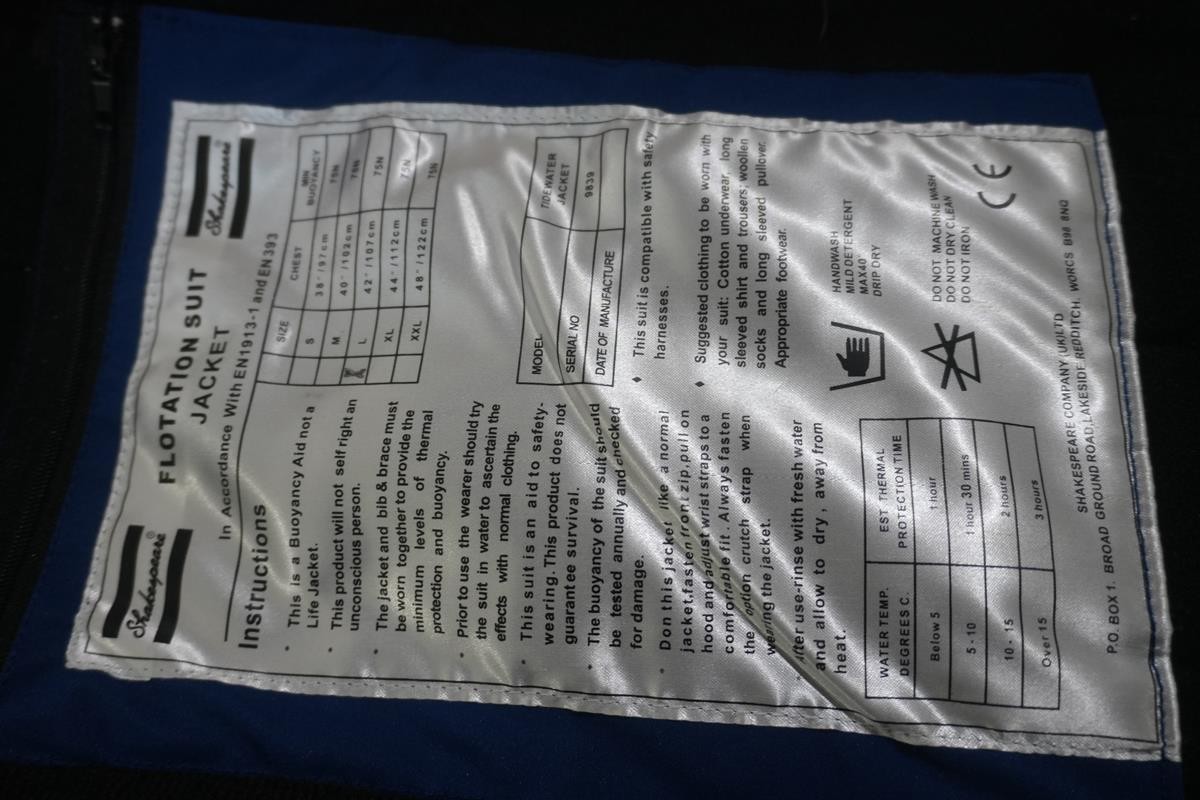 Shakespeare®
FLOTATION SUIT
JACKET
Shakespeare®
In Accordance With EN1913-1 and EN393
Instructions
• This is a Buoyancy Aid not a
Life Jacket.
• This product will not self right an
unconscious person.
• The jacket and bib & brace must
be worn together to provide the
minimum levels of thermal
protection and buoyancy.
• Prior to use the wearer should try
the suit in water to ascertain the
effects with normal clothing.
• This suit is an aid to safety-
wearing. This product does not
guarantee survival.
• The buoyancy of the suit should
be tested annually and checked
for damage.
• Don this jacket like a normal
jacket,fasten front zip,pull on
hood and adjust wrist straps to a
comfortable fit. Always fasten
the option crutch strap when
wearing the jacket.
• After use-rinse with fresh water
and allow to dry, away from
heat.
WATER TEMP. DEGREES C. EST THERMAL PROTECTION TIME
Below 5 1 hour
5 - 10 1 hour 30 mins
10 - 15 2 hours
Over 15 3 hours
SIZE CHEST MIN BUOYANCY
S 38"/97cm 75N
M 40"/102cm 75N
X L 42"/107cm 75N
XL 44"/112cm 75N
XXL 48"/122cm 75N
MODEL TIDEWATER JACKET
SERIAL NO 9839
DATE OF MANUFACTURE
♦ This suit is compatible with safety
harnesses.
♦ Suggested clothing to be worn with
your suit: Cotton underwear, long
sleeved shirt and trousers; woollen
socks and long sleeved pullover.
Appropriate footwear.
HANDWASH
MILD DETERGENT
MAX40
DRIP DRY
DO NOT MACHINE WASH
DO NOT DRY CLEAN
DO NOT IRON
CE
SHAKESPEARE COMPANY UK LTD
P.O. BOX 1. BROAD GROUND ROAD,LAKESIDE,REDDITCH. WORCS B98 8NQ